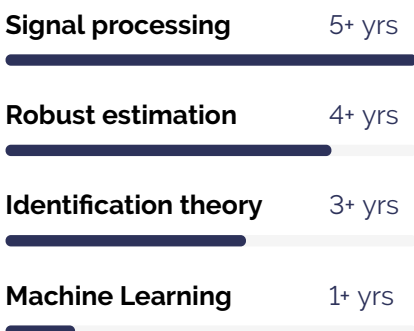 Signal processing 5+ yrs
Robust estimation 4+ yrs
Identification theory 3+ yrs
Machine Learning 1+ yrs